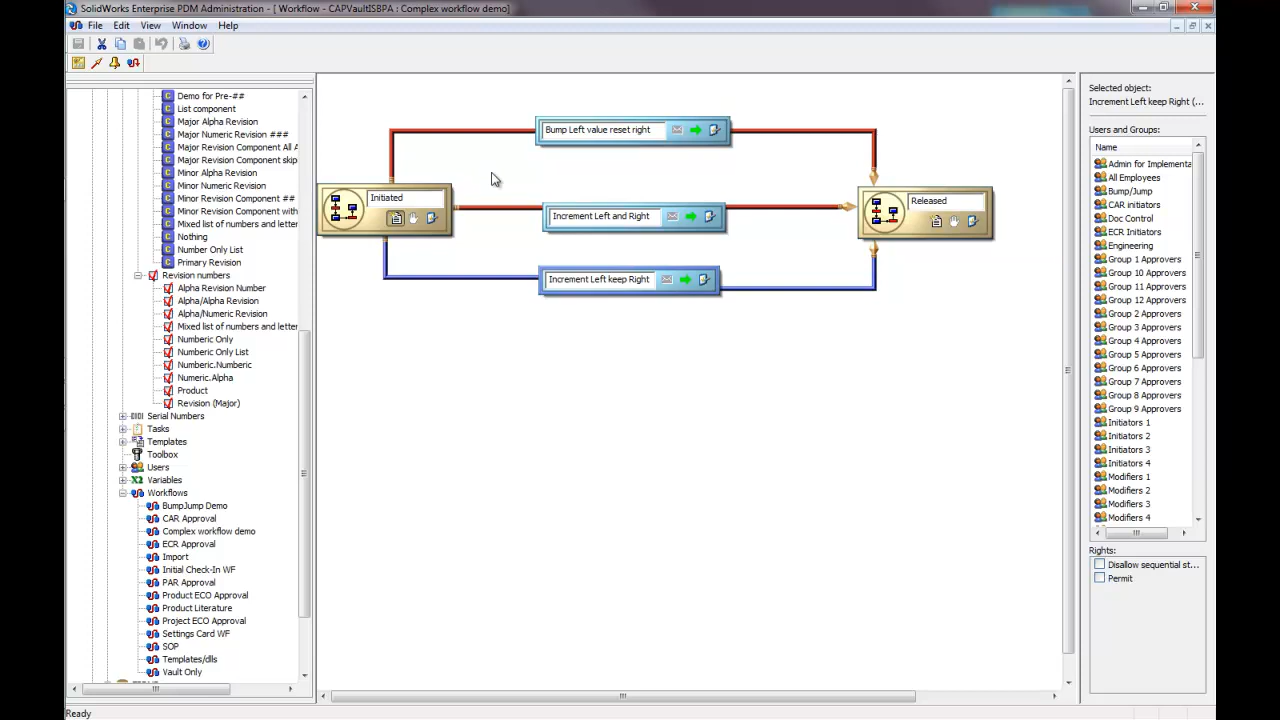 SolidWorks Enterprise PDM Administration - [ Workflow - CAPVaultISBPA : Complex workflow demo]
File Edit View Window Help
Demo for Pre-##
List component
Major Alpha Revision
Major Numeric Revision ###
Major Revision Component All A
Major Revision Component skip
Minor Alpha Revision
Minor Numeric Revision
Minor Revision Component ##
Minor Revision Component with
Mixed list of numbers and letter
Nothing
Number Only List
Primary Revision
Revision numbers
Alpha Revision Number
Alpha/Alpha Revision
Alpha/Numeric Revision
Mixed list of numbers and letter
Numberic Only
Numberic Only List
Numberic.Numberic
Numeric.Alpha
Product
Revision (Major)
Serial Numbers
Tasks
Templates
Toolbox
Users
Variables
Workflows
BumpJump Demo
CAR Approval
Complex workflow demo
ECR Approval
Import
Initial Check-In WF
PAR Approval
Product ECO Approval
Product Literature
Project ECO Approval
Settings Card WF
SOP
Templates/dlls
Vault Only
Bump Left value reset right
Initiated
Increment Left and Right
Released
Increment Left keep Right
Selected object:
Increment Left keep Right (...
Users and Groups:
Name
Admin for Implementa
All Employees
Bump/Jump
CAR initiators
Doc Control
ECR Initiators
Engineering
Group 1 Approvers
Group 10 Approvers
Group 11 Approvers
Group 12 Approvers
Group 2 Approvers
Group 3 Approvers
Group 4 Approvers
Group 5 Approvers
Group 6 Approvers
Group 7 Approvers
Group 8 Approvers
Group 9 Approvers
Initiators 1
Initiators 2
Initiators 3
Initiators 4
Modifiers 1
Modifiers 2
Modifiers 3
Modifiers 4
Rights:
Disallow sequential st...
Permit
Ready